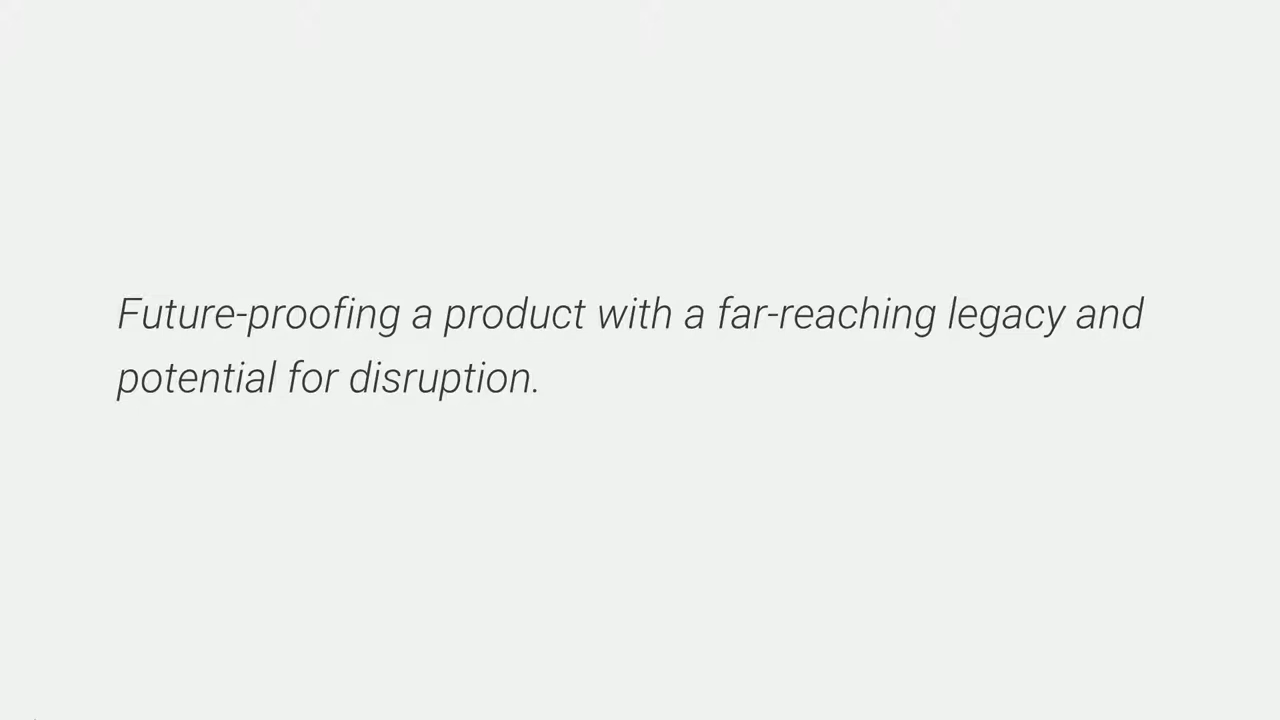 Future-proofing a product with a far-reaching legacy and
potential for disruption.